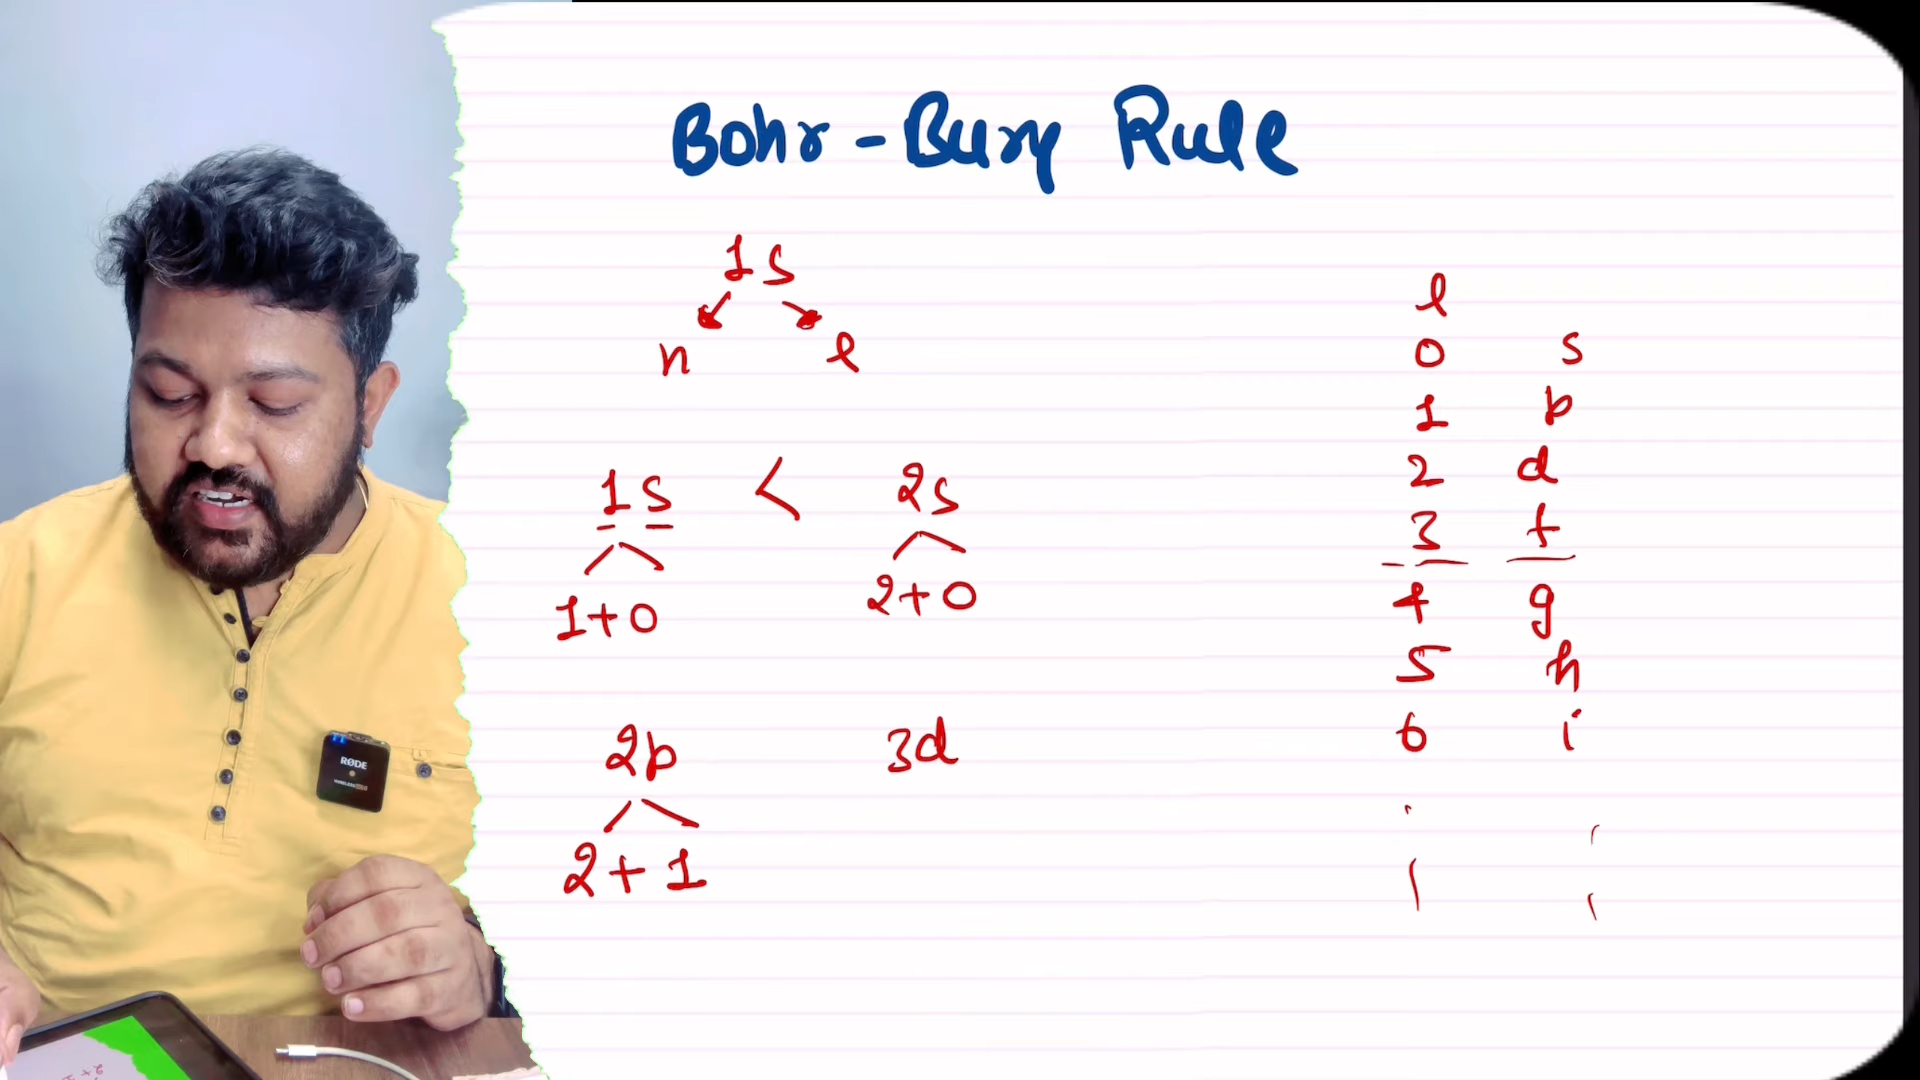 Bohr - Bury Rule
1s
n l
1s < 2s
1+0 2+0
2p 3d
2+1
l
0 s
1 p
2 d
3 f
4 g
5 h
6 i
RØDE